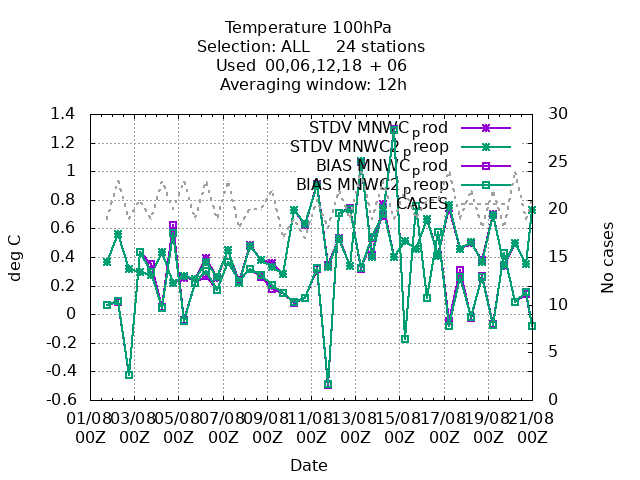 Temperature 100hPa
Selection: ALL 24 stations
Used 00,06,12,18 + 06
Averaging window: 12h
1.4
1.2
1
0.8
0.6
0.4
0.2
0
-0.2
-0.4
-0.6
30
25
20
15
10
5
0
deg C
No cases
STDV MNWC_prod
STDV MNWC2_preop
BIAS MNWC_prod
BIAS MNWC2_preop
CASES
01/08 03/08 05/08 07/08 09/08 11/08 13/08 15/08 17/08 19/08 21/08
00Z 00Z 00Z 00Z 00Z 00Z 00Z 00Z 00Z 00Z 00Z
Date